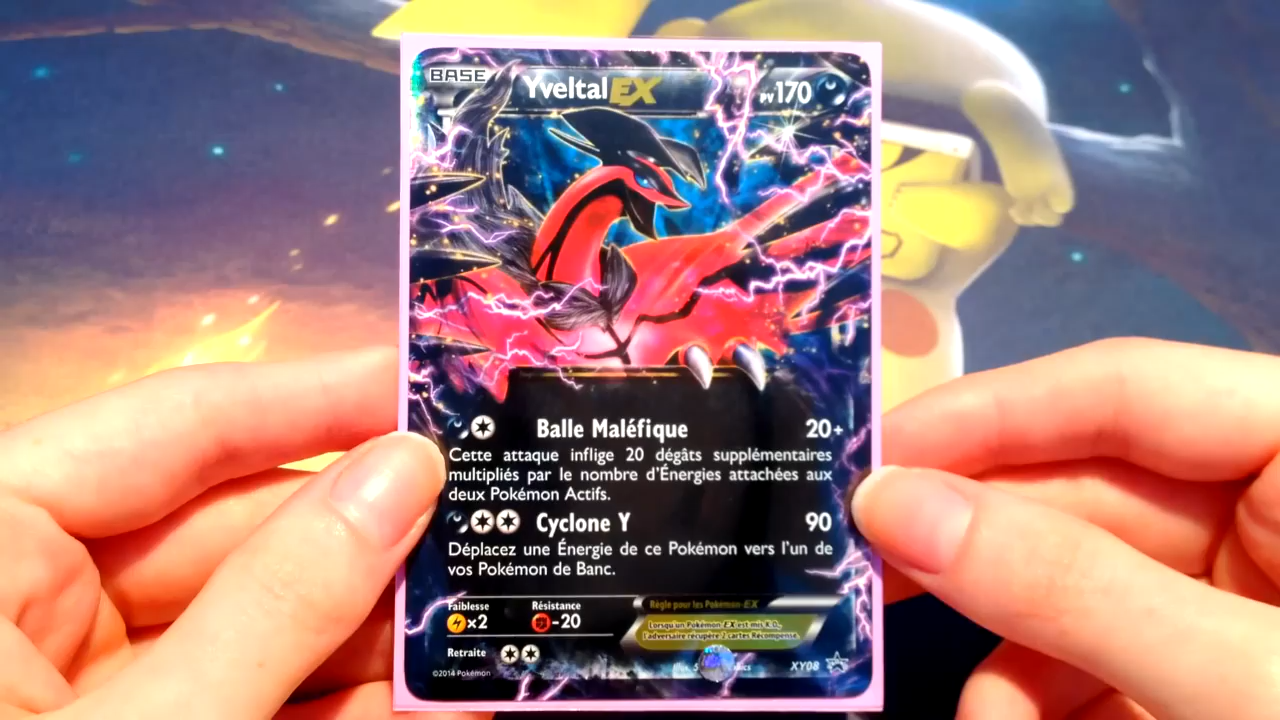 BASE
YveltalEX
PV170
Balle Maléfique 20+
Cette attaque inflige 20 dégâts supplémentaires
multipliés par le nombre d'Énergies attachées aux
deux Pokémon Actifs.
Cyclone Y 90
Déplacez une Énergie de ce Pokémon vers l'un de
vos Pokémon de Banc.
Faiblesse Résistance
×2 -20
Règle pour les Pokémon-EX
Lorsqu'un Pokémon-EX est mis K.O.,
l'adversaire récupère 2 cartes Récompense.
Retraite
©2014 Pokémon
Illus. 5
XY08